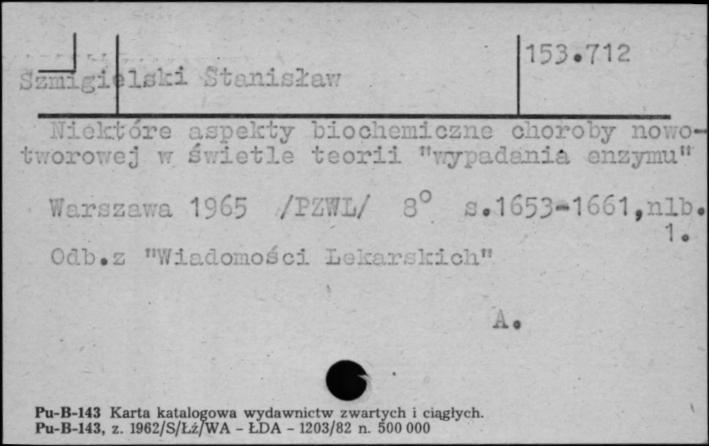 153.712
Szmigielski Stanisław
Niektóre aspekty biochemiczne choroby nowo-
tworowej w świetle teorii "wypadania enzymu"
Warszawa 1965 /PZWL/ 8° s.1653-1661,nlb.
1.
Odb.z "Wiadomości Lekarskich"
A.
Pu-B-143 Karta katalogowa wydawnictw zwartych i ciągłych.
Pu-B-143, z. 1962/S/Łź/WA - ŁDA - 1203/82 n. 500 000